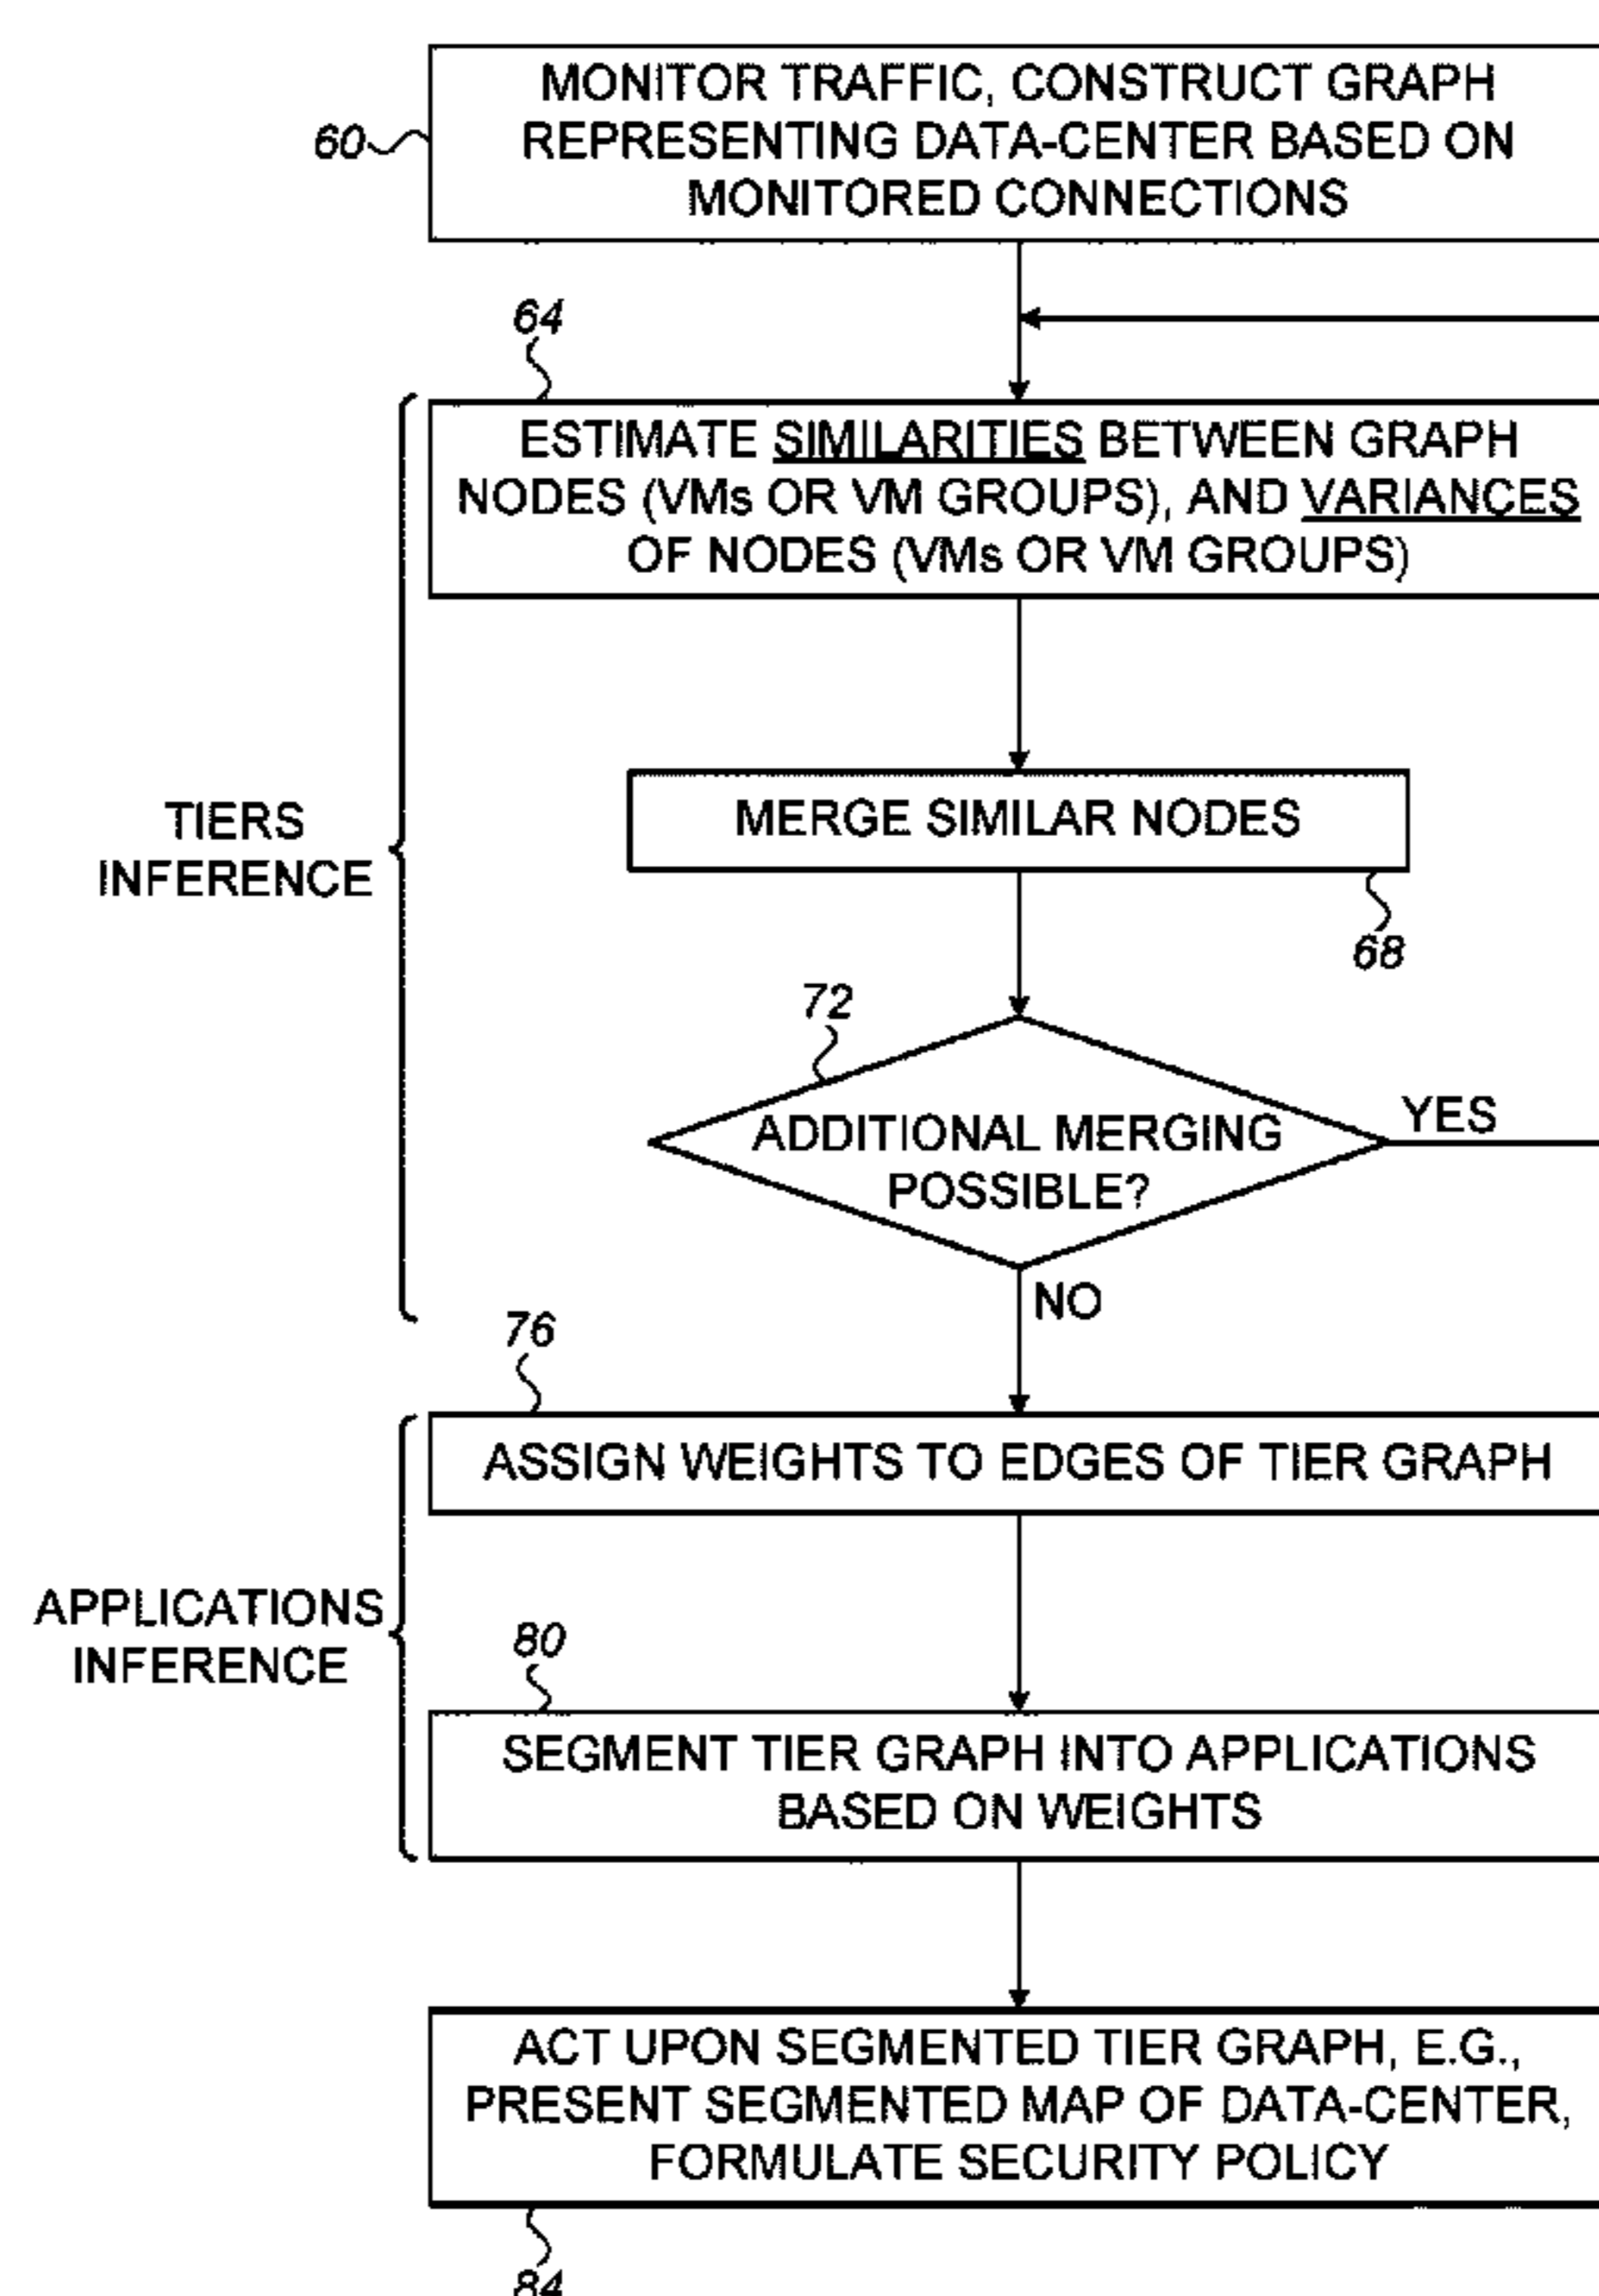 MONITOR TRAFFIC, CONSTRUCT GRAPH
REPRESENTING DATA-CENTER BASED ON
MONITORED CONNECTIONS
60
64
ESTIMATE SIMILARITIES BETWEEN GRAPH
NODES (VMs OR VM GROUPS), AND VARIANCES
OF NODES (VMs OR VM GROUPS)
TIERS
INFERENCE
MERGE SIMILAR NODES
68
72
ADDITIONAL MERGING
POSSIBLE?
YES
NO
76
ASSIGN WEIGHTS TO EDGES OF TIER GRAPH
APPLICATIONS
INFERENCE
80
SEGMENT TIER GRAPH INTO APPLICATIONS
BASED ON WEIGHTS
ACT UPON SEGMENTED TIER GRAPH, E.G.,
PRESENT SEGMENTED MAP OF DATA-CENTER,
FORMULATE SECURITY POLICY
84